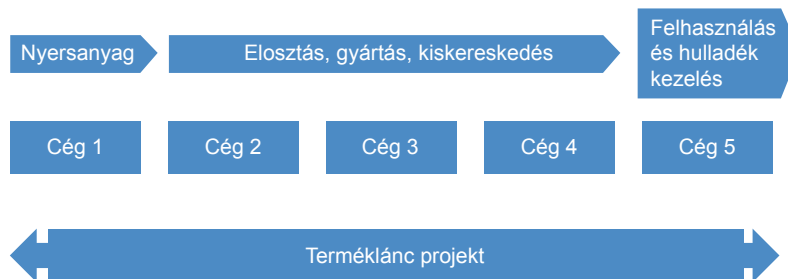 Nyersanyag
Elosztás, gyártás, kiskereskedés
Felhasználás
és hulladék
kezelés
Cég 1
Cég 2
Cég 3
Cég 4
Cég 5
Terméklánc projekt